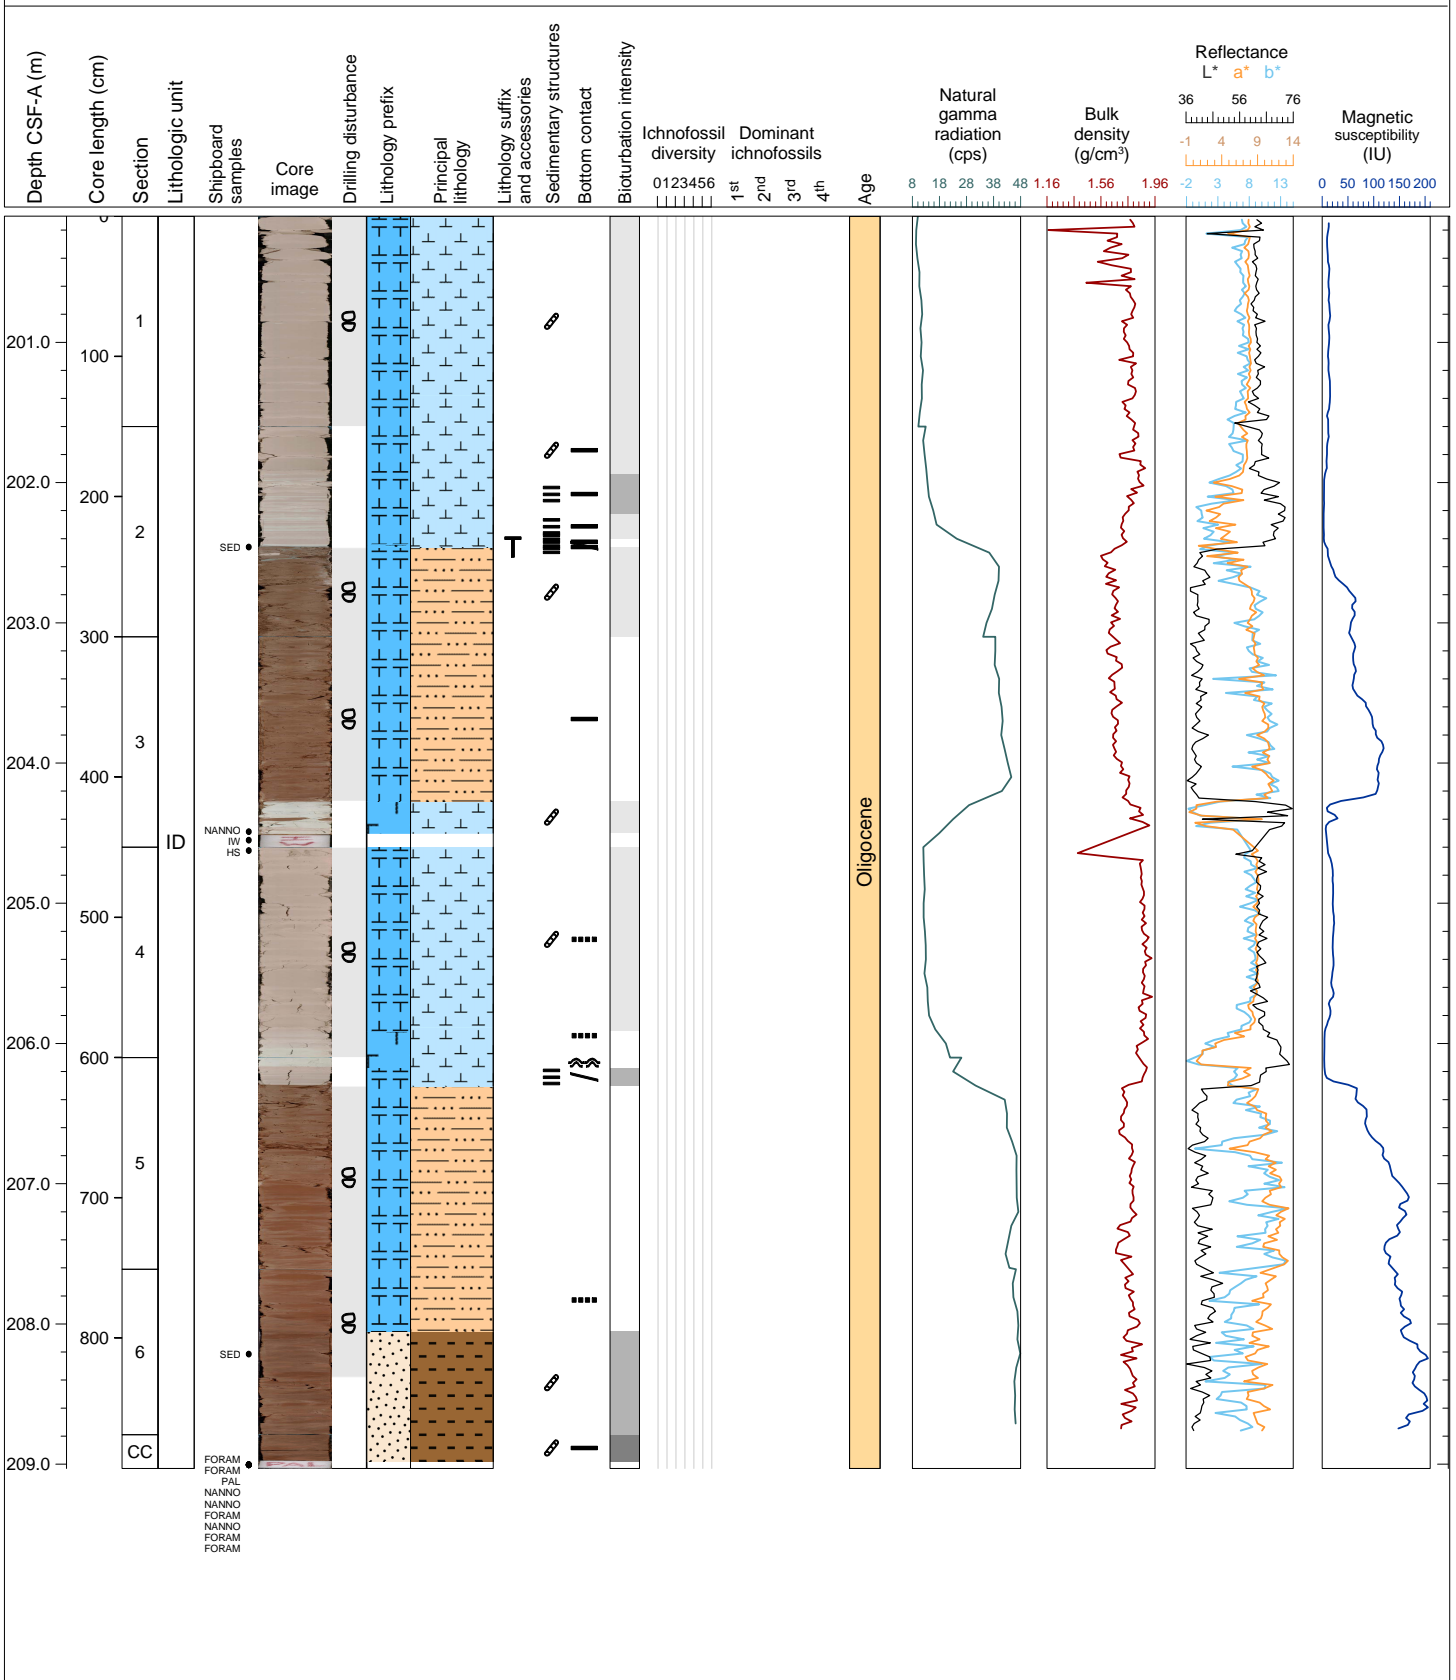 Depth CSF-A (m)
Core length (cm)
Section
Lithologic unit
Shipboard
samples
Core
image
Drilling disturbance
Lithology prefix
Principal
lithology
Lithology suffix
and accessories
Sedimentary structures
Bottom contact
Bioturbation intensity
Ichnofossil
diversity
0123456
Dominant
ichnofossils
1st 2nd 3rd 4th
Age
Natural
gamma
radiation
(cps)
8 18 28 38 48
Bulk
density
(g/cm³)
1.16 1.56 1.96
Reflectance
L* a* b*
36 56 76
-1 4 9 14
-2 3 8 13
Magnetic
susceptibility
(IU)
0 50 100 150 200
0
1
201.0
100
202.0
200
2
SED
203.0
300
3
204.0
400
NANNO
IW
HS
ID
Oligocene
205.0
500
4
206.0
600
5
207.0
700
208.0
800
6
SED
CC
209.0
PAL
FORAM
FORAM
PAL
NANNO
NANNO
FORAM
NANNO
FORAM
FORAM